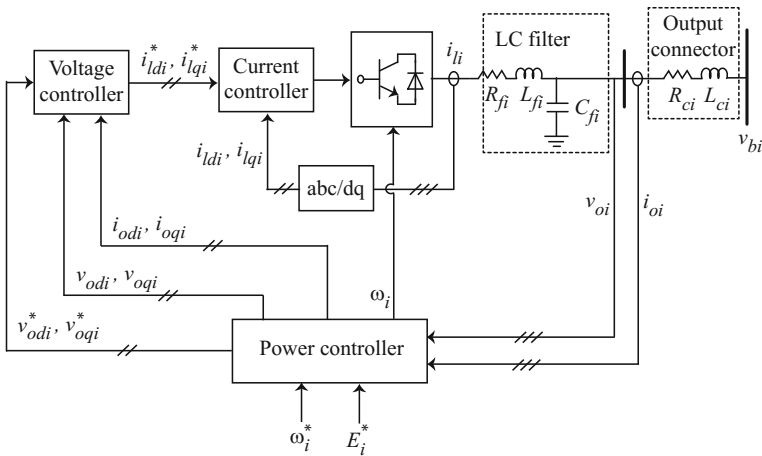 Voltage
controller
i*ldi, i*lqi
Current
controller
ili
LC filter
Rfi
Lfi
Cfi
Output
connector
Rci
Lci
vbi
ildi, ilqi
abc/dq
voi
ioi
iodi, ioqi
vodi, voqi
v*odi, v*oqi
ωi
Power controller
ω*i
E*i